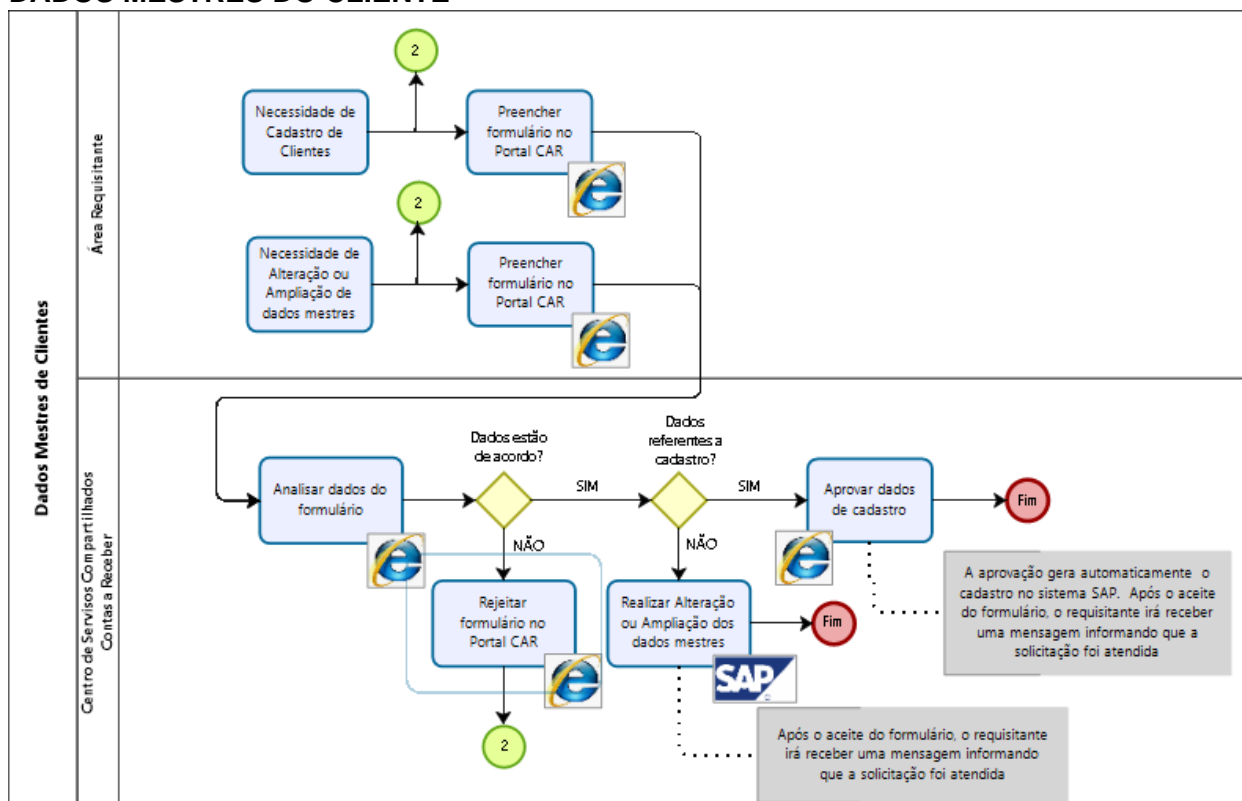 DADOS MESTRES DO CLIENTE
Dados Mestres de Clientes
Área Requisitante
2
Necessidade de
Cadastro de
Clientes
Preencher
formulário no
Portal CAR
2
Necessidade de
Alteração ou
Ampliação de
dados mestres
Preencher
formulário no
Portal CAR
Centro de Servisos Compartilhados
Contas a Receber
Analisar dados do
formulário
Dados estão
de acordo?
SIM
NÃO
Dados
referentes a
cadastro?
SIM
NÃO
Aprovar dados
de cadastro
Fim
Rejeitar
formulário no
Portal CAR
2
Realizar Alteração
ou Ampliação dos
dados mestres
SAP
Fim
A aprovação gera automaticamente o
cadastro no sistema SAP. Após o aceite
do formulário, o requisitante irá receber
uma mensagem informando que a
solicitação foi atendida
Após o aceite do formulário, o requisitante
irá receber uma mensagem informando
que a solicitação foi atendida